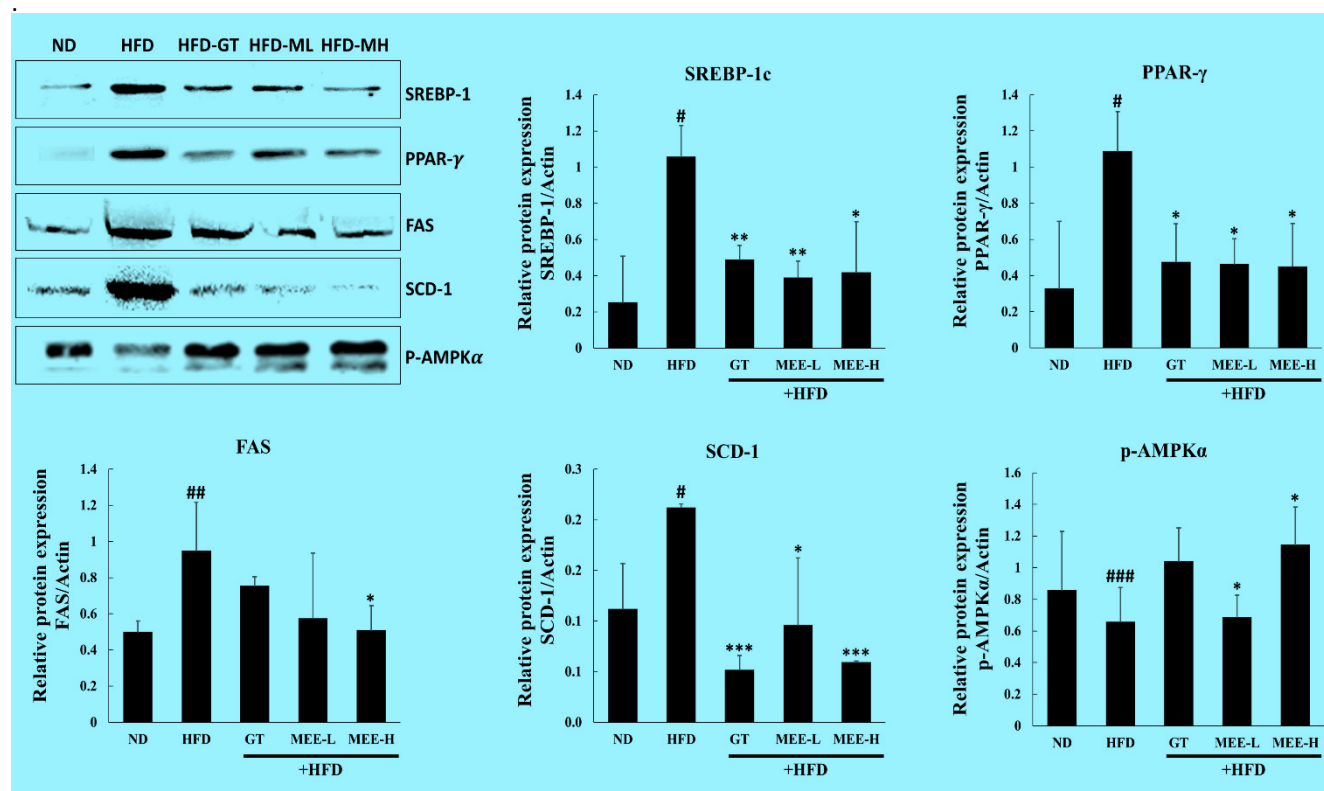 .
ND HFD HFD-GT HFD-ML HFD-MH
SREBP-1
PPAR-γ
FAS
SCD-1
P-AMPKα
SREBP-1c
Relative protein expression
SREBP-1/Actin
1.4
1.2
1
0.8
0.6
0.4
0.2
0
#
**
**
*
ND HFD GT MEE-L MEE-H
+HFD
PPAR-γ
Relative protein expression
PPAR-γ/Actin
1.4
1.2
1
0.8
0.6
0.4
0.2
0
#
*
*
*
ND HFD GT MEE-L MEE-H
+HFD
FAS
Relative protein expression
FAS/Actin
1.4
1.2
1
0.8
0.6
0.4
0.2
0
##
*
ND HFD GT MEE-L MEE-H
+HFD
SCD-1
Relative protein expression
SCD-1/Actin
0.3
0.2
0.2
0.1
0.1
0.0
#
***
*
***
ND HFD GT MEE-L MEE-H
+HFD
p-AMPKα
Relative protein expression
p-AMPKα/Actin
1.6
1.4
1.2
1
0.8
0.6
0.4
0.2
0
###
*
*
ND HFD GT MEE-L MEE-H
+HFD